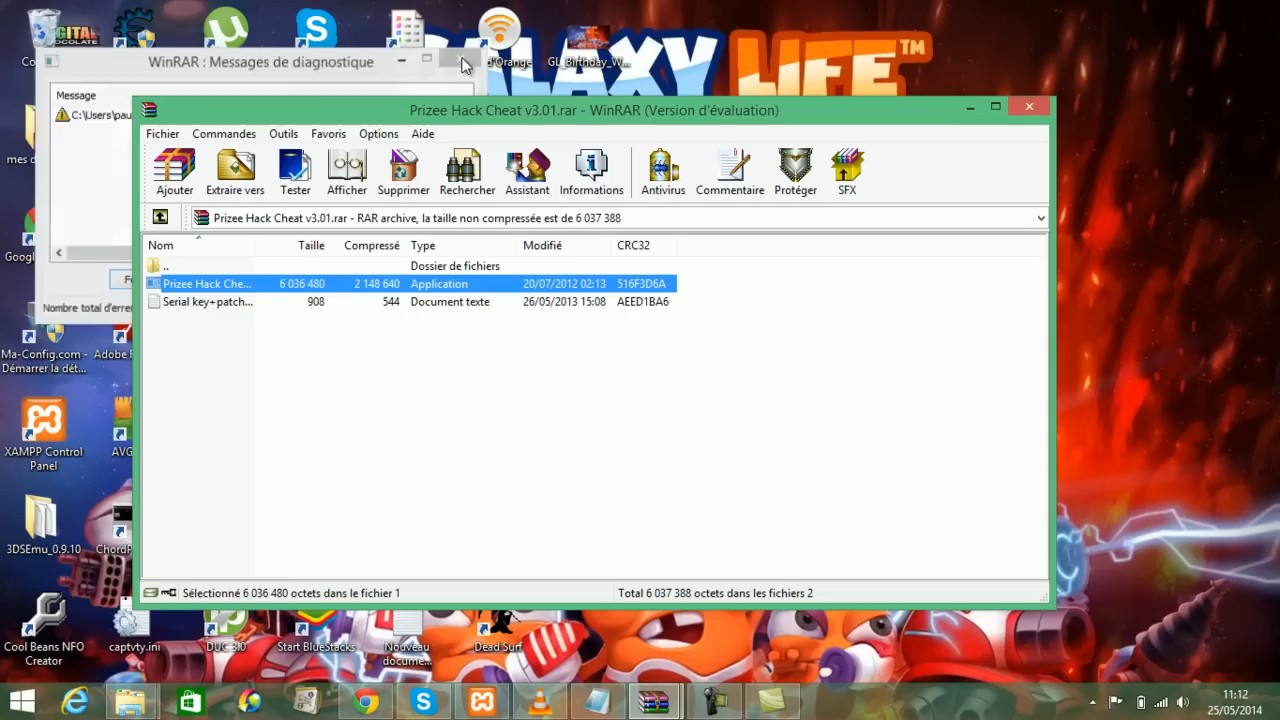 GALAXY LIFE™
d'Orange
GL_Birthday_W...
WinRAR : Messages de diagnostique
Message
C:\Users\pau
Nombre total d'erre
Prizee Hack Cheat v3.01.rar - WinRAR (Version d'évaluation)
Fichier Commandes Outils Favoris Options Aide
Ajouter Extraire vers Tester Afficher Supprimer Rechercher Assistant Informations Antivirus Commentaire Protéger SFX
Prizee Hack Cheat v3.01.rar - RAR archive, la taille non compressée est de 6 037 388
Nom Taille Compressé Type Modifié CRC32
.. Dossier de fichiers
Prizee Hack Che... 6 036 480 2 148 640 Application 20/07/2012 02:13 516F3D6A
Serial key+patch... 908 544 Document texte 26/05/2013 15:08 AEED1BA6
Sélectionné 6 036 480 octets dans le fichier 1
Total 6 037 388 octets dans les fichiers 2
mes d
Google
Ma-Config.com -
Démarrer la dét...
Adobe
XAMPP Control
Panel
AVG
3DSEmu_0.9.10
ChordP
Cool Beans NFO
Creator
captvty.ini
DUC 3.0
Start BlueStacks
Nouveau
docume...
Dead Surf
11:12
25/05/2014